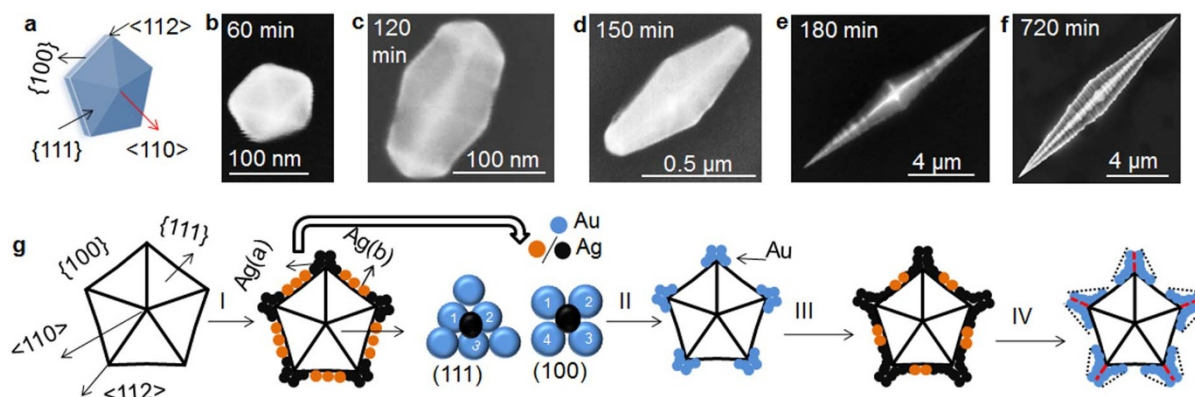 a
<112>
{100}
{111}
<110>
b
60 min
100 nm
c
120
min
100 nm
d
150 min
0.5 µm
e
180 min
4 µm
f
720 min
4 µm
g
{100}
{111}
<110>
<112>
I
Ag(a)
Ag(b)
Au
/
Ag
1
2
3
(111)
1
2
4
3
(100)
II
Au
III
IV